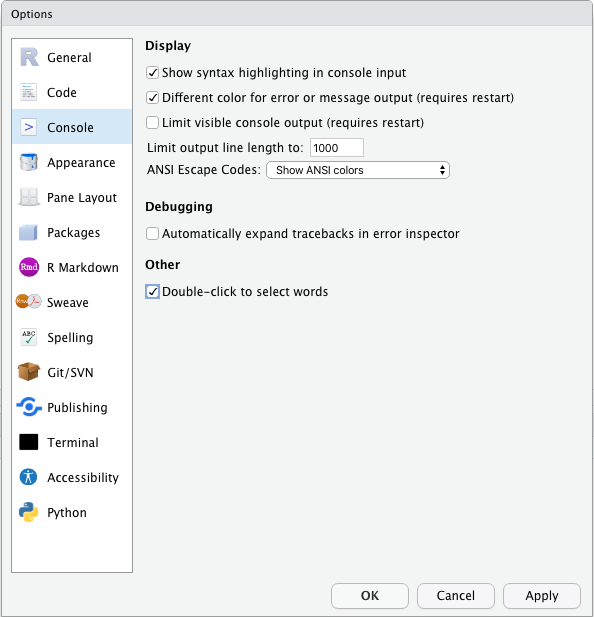 Options
R General
Code
> Console
Appearance
Pane Layout
Packages
Rmd R Markdown
Sweave
ABC Spelling
Git/SVN
Publishing
Terminal
Accessibility
Python
Display
Show syntax highlighting in console input
Different color for error or message output (requires restart)
Limit visible console output (requires restart)
Limit output line length to: 1000
ANSI Escape Codes: Show ANSI colors
Debugging
Automatically expand tracebacks in error inspector
Other
Double-click to select words
OK Cancel Apply